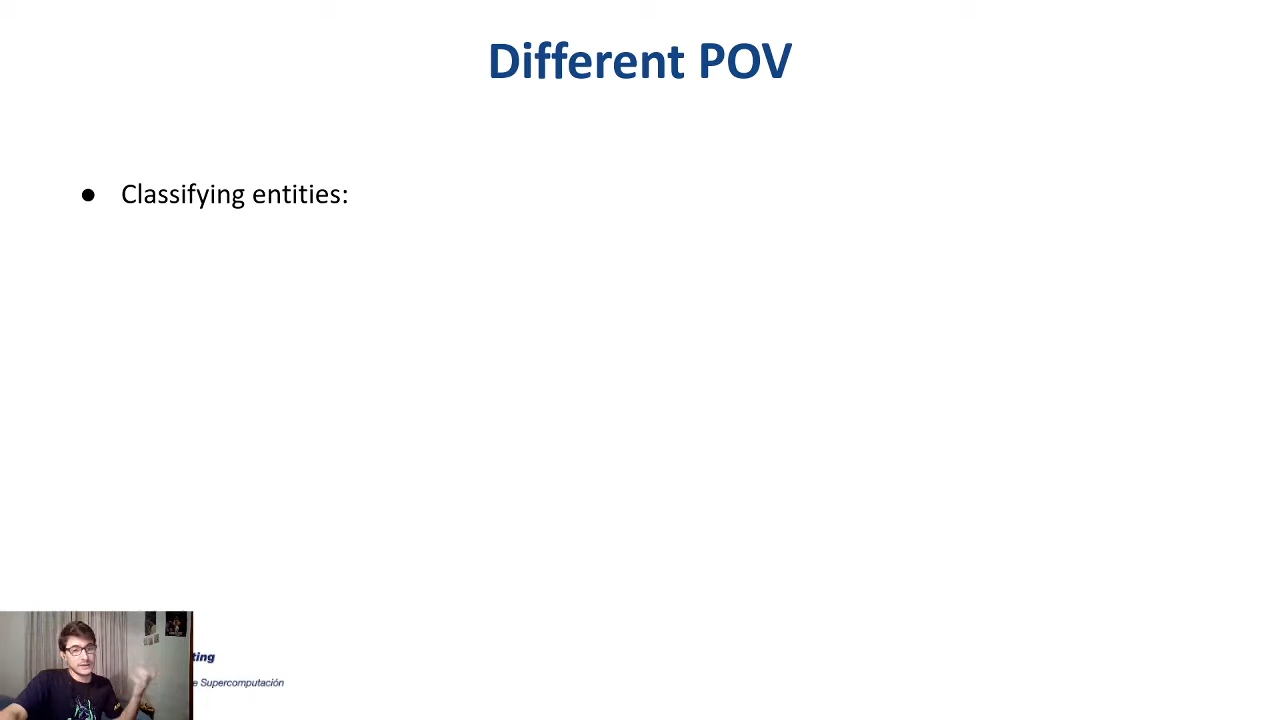 Different POV
● Classifying entities:
ting
e Supercomputación